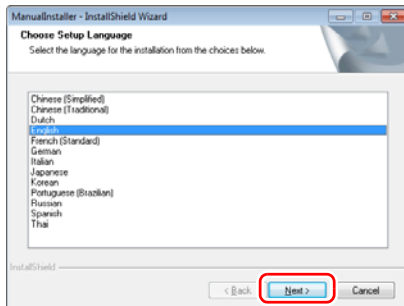 ManualInstaller - InstallShield Wizard
Choose Setup Language
Select the language for the installation from the choices below.
Chinese (Simplified)
Chinese (Traditional)
Dutch
English
French (Standard)
German
Italian
Japanese
Korean
Portuguese (Brazilian)
Russian
Spanish
Thai
InstallShield
< Back
Next >
Cancel